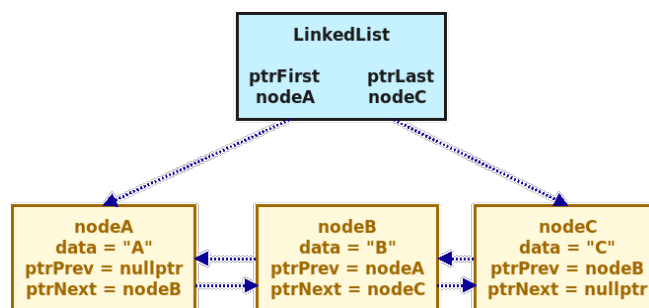 LinkedList
ptrFirst ptrLast
nodeA nodeC
nodeA
data = "A"
ptrPrev = nullptr
ptrNext = nodeB
nodeB
data = "B"
ptrPrev = nodeA
ptrNext = nodeC
nodeC
data = "C"
ptrPrev = nodeB
ptrNext = nullptr